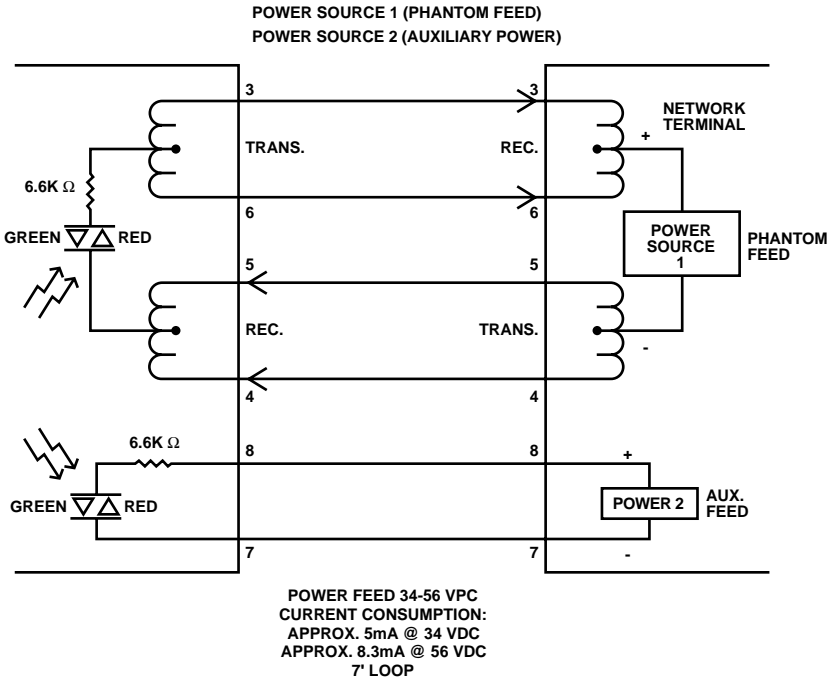 POWER SOURCE 1 (PHANTOM FEED)
POWER SOURCE 2 (AUXILIARY POWER)
3
3
TRANS.
REC.
+
NETWORK
TERMINAL
6.6K Ω
6
6
GREEN
RED
POWER
SOURCE
1
PHANTOM
FEED
5
5
REC.
TRANS.
-
4
4
6.6K Ω
8
8
+
GREEN
RED
POWER 2
AUX.
FEED
7
7
-
POWER FEED 34-56 VPC
CURRENT CONSUMPTION:
APPROX. 5mA @ 34 VDC
APPROX. 8.3mA @ 56 VDC
7' LOOP